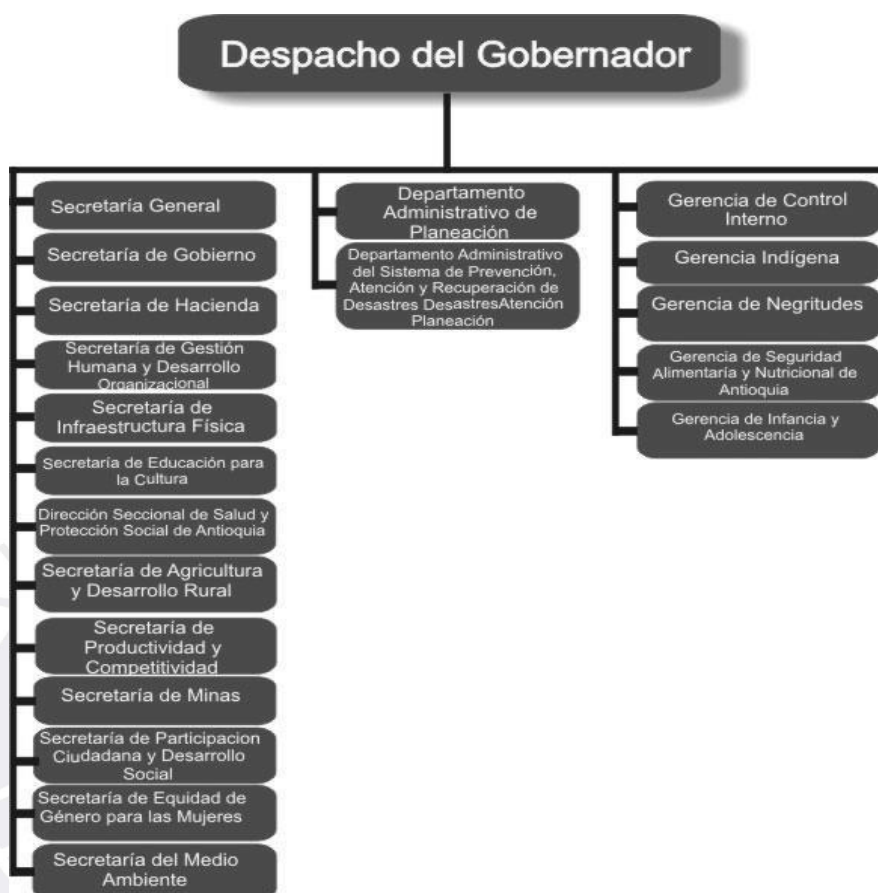 Despacho del Gobernador
Secretaría General
Secretaría de Gobierno
Secretaría de Hacienda
Secretaría de Gestión
Humana y Desarrollo
Organizacional
Secretaría de
Infraestructura Física
Secretaría de Educación para
la Cultura
Dirección Seccional de Salud y
Protección Social de Antioquia
Secretaría de Agricultura
y Desarrollo Rural
Secretaría de
Productividad y
Competitividad
Secretaría de Minas
Secretaría de Participacion
Ciudadana y Desarrollo
Social
Secretaría de Equidad de
Género para las Mujeres
Secretaría del Medio
Ambiente
Departamento
Administrativo de
Planeación
Departamento Administrativo
del Sistema de Prevención,
Atención y Recuperación de
Desastres DesastresAtención
Planeación
Gerencia de Control
Interno
Gerencia Indígena
Gerencia de Negritudes
Gerencia de Seguridad
Alimentaría y Nutricional de
Antioquia
Gerencia de Infancia y
Adolescencia